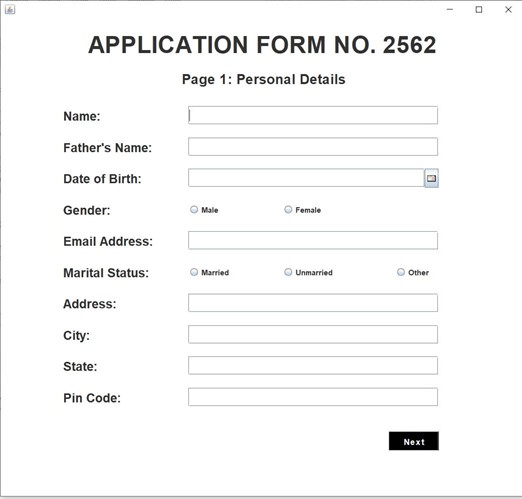 APPLICATION FORM NO. 2562
Page 1: Personal Details
Name:
Father's Name:
Date of Birth:
Gender: Male Female
Email Address:
Marital Status: Married Unmarried Other
Address:
City:
State:
Pin Code:
Next